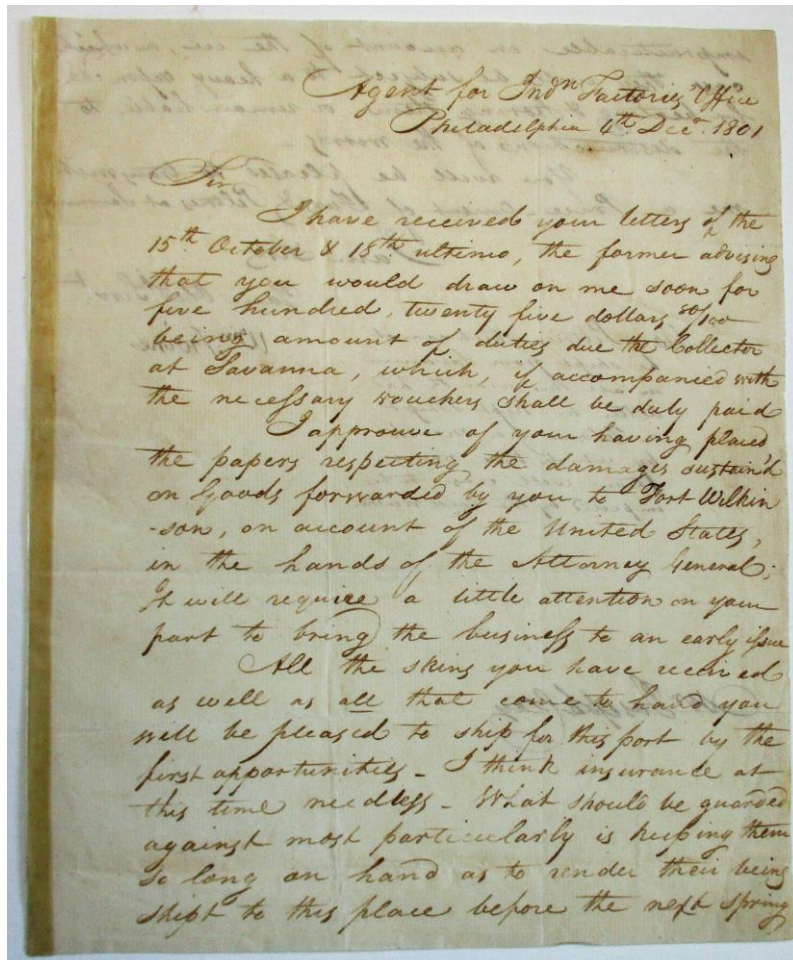 Agent for Indn Factories Office
Philadelphia 4th Decr. 1801
Sir
I have received your letters of the
15th October & 18th ultimo, the former advising
that you would draw on me soon for
five hundred, twenty five dollars 80/100
being amount of duties due the Collector
at Savanna, which, if accompanied with
the necessary vouchers shall be duly paid
I approuve of your having placed
the papers respecting the damages sustain'd
on Goods forwarded by you to Fort Wilkin
-son, on account of the United States,
in the hands of the Attorney General;
It will require a little attention on your
part to bring the business to an early issue
All the skins you have received
as well as all that come to hand you
will be pleased to ship for this port by the
first opportunities - I think insurance at
this time needless - What should be guarded
against most particularly is keeping them
so long on hand as to render their being
shipt to this place before the next spring